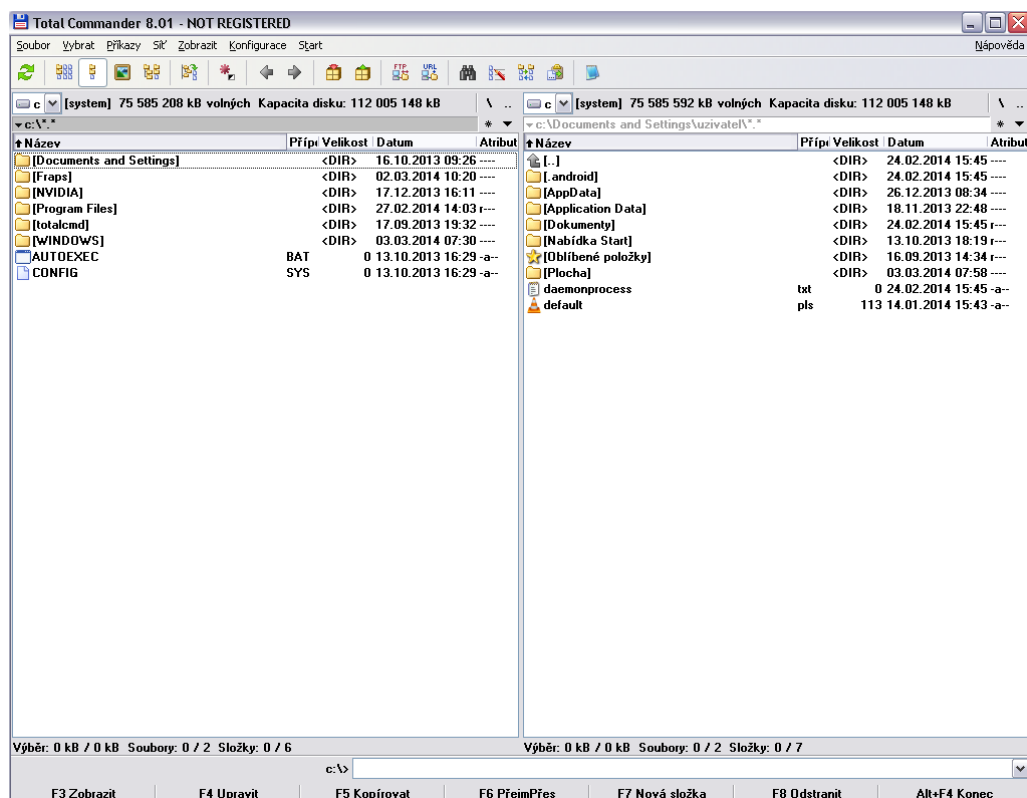 Total Commander 8.01 - NOT REGISTERED
Soubor Vybrat Příkazy Síť Zobrazit Konfigurace Start Nápověda
FTP URL
c [system] 75 585 208 kB volných Kapacita disku: 112 005 148 kB \ ..
c:\*.* * ▼
Název Příp Velikost Datum Atribut
[Documents and Settings] <DIR> 16.10.2013 09:26 ----
[Fraps] <DIR> 02.03.2014 10:20 ----
[NVIDIA] <DIR> 17.12.2013 16:11 ----
[Program Files] <DIR> 27.02.2014 14:03 r---
[totalcmd] <DIR> 17.09.2013 19:32 ----
[WINDOWS] <DIR> 03.03.2014 07:30 ----
AUTOEXEC BAT 0 13.10.2013 16:29 -a--
CONFIG SYS 0 13.10.2013 16:29 -a--
Výběr: 0 kB / 0 kB Soubory: 0 / 2 Složky: 0 / 6
c [system] 75 585 592 kB volných Kapacita disku: 112 005 148 kB \ ..
c:\Documents and Settings\uzivatel\*.* * ▼
Název Příp Velikost Datum Atribut
[..] <DIR> 24.02.2014 15:45 ----
[.android] <DIR> 24.02.2014 15:45 ----
[AppData] <DIR> 26.12.2013 08:34 ----
[Application Data] <DIR> 18.11.2013 22:48 ----
[Dokumenty] <DIR> 24.02.2014 15:45 r---
[Nabídka Start] <DIR> 13.10.2013 18:19 r---
[Oblíbené položky] <DIR> 16.09.2013 14:34 r---
[Plocha] <DIR> 03.03.2014 07:58 ----
daemonprocess txt 0 24.02.2014 15:45 -a--
default pls 113 14.01.2014 15:43 -a--
Výběr: 0 kB / 0 kB Soubory: 0 / 2 Složky: 0 / 7
c:\>
F3 Zobrazit F4 Upravit F5 Kopírovat F6 PřejmPřes F7 Nová složka F8 Odstranit Alt+F4 Konec